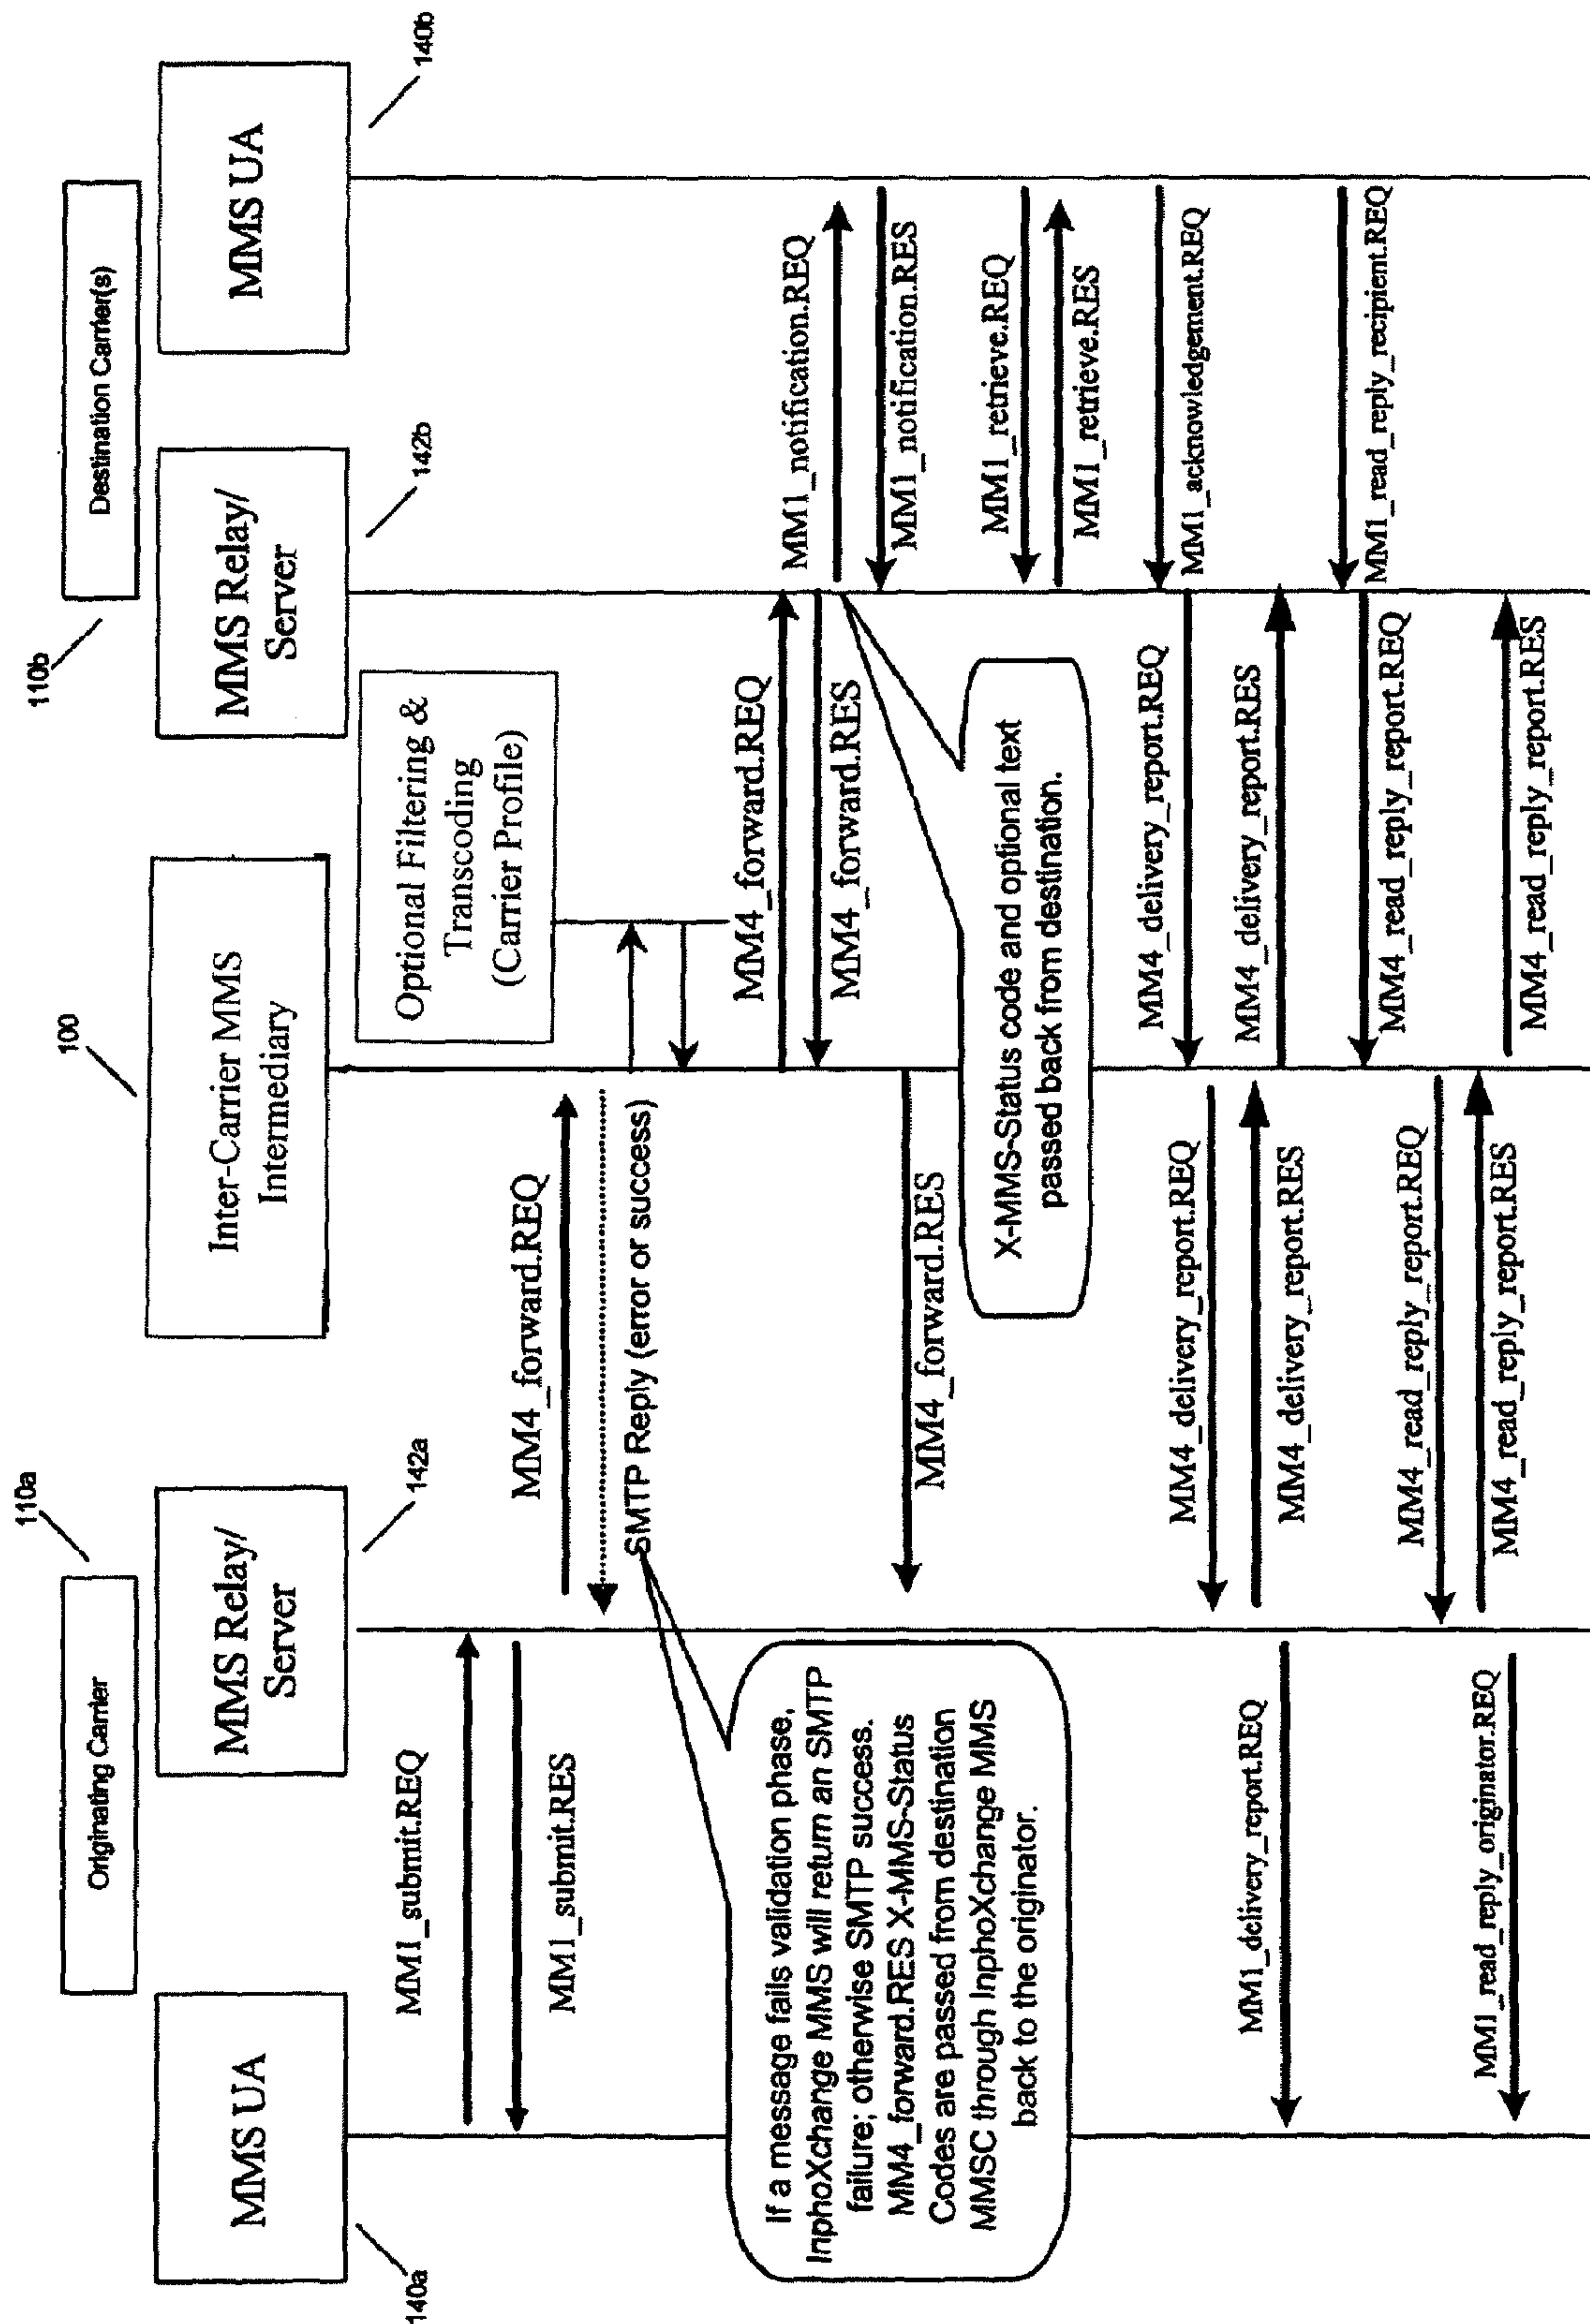 110a
110b
Originating Carrier
Destination Carrier(s)
100
140a
MMS UA
142a
MMS Relay/
Server
Inter-Carrier MMS
Intermediary
142b
MMS Relay/
Server
140b
MMS UA
Optional Filtering &
Transcoding
(Carrier Profile)
MM1_submit.REQ
MM1_submit.RES
MM4_forward.REQ
SMTP Reply (error or success)
MM4_forward.REQ
MM4_forward.RES
MM1_notification.REQ
MM1_notification.RES
MM4_forward.RES
If a message fails validation phase,
InphoXchange MMS will return an SMTP
failure; otherwise SMTP success.
MM4_forward.RES X-MMS-Status
Codes are passed from destination
MMSC through InphoXchange MMS
back to the originator.
X-MMS-Status code and optional text
passed back from destination.
MM1_retrieve.REQ
MM1_retrieve.RES
MM1_acknowledgement.REQ
MM4_delivery_report.REQ
MM4_delivery_report.RES
MM4_delivery_report.REQ
MM4_delivery_report.RES
MM1_delivery_report.REQ
MM1_read_reply_recipient.REQ
MM4_read_reply_report.REQ
MM4_read_reply_report.RES
MM4_read_reply_report.REQ
MM4_read_reply_report.RES
MM1_read_reply_originator.REQ